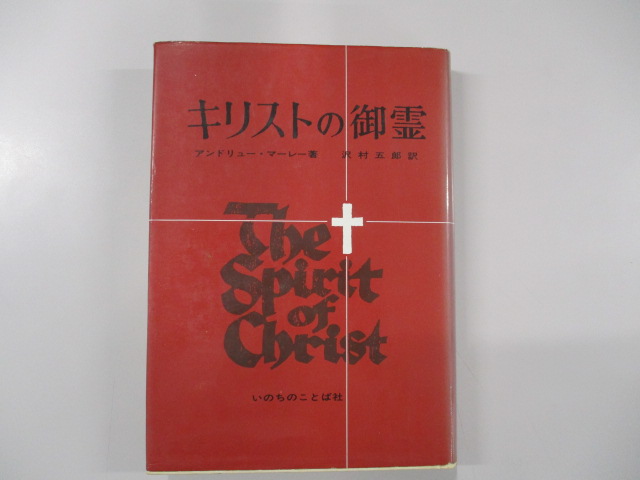 キリストの御霊
アンドリュー・マーレー著 沢村五郎訳
The
Spirit
of
Christ
いのちのことば社